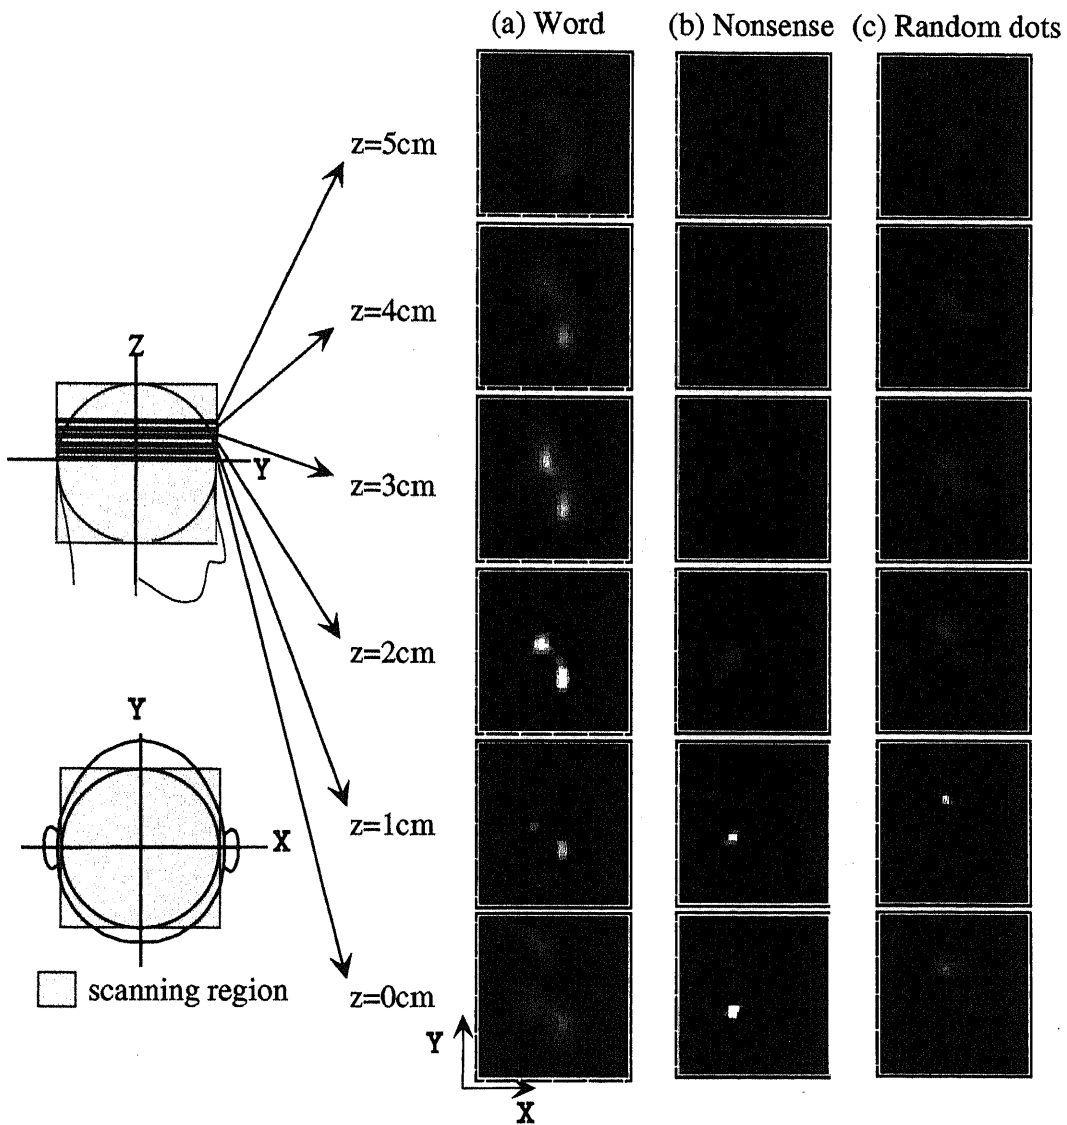 (a) Word (b) Nonsense (c) Random dots
z=5cm
z=4cm
Z
Y
z=3cm
z=2cm
Y
X
z=1cm
scanning region
z=0cm
Y
X